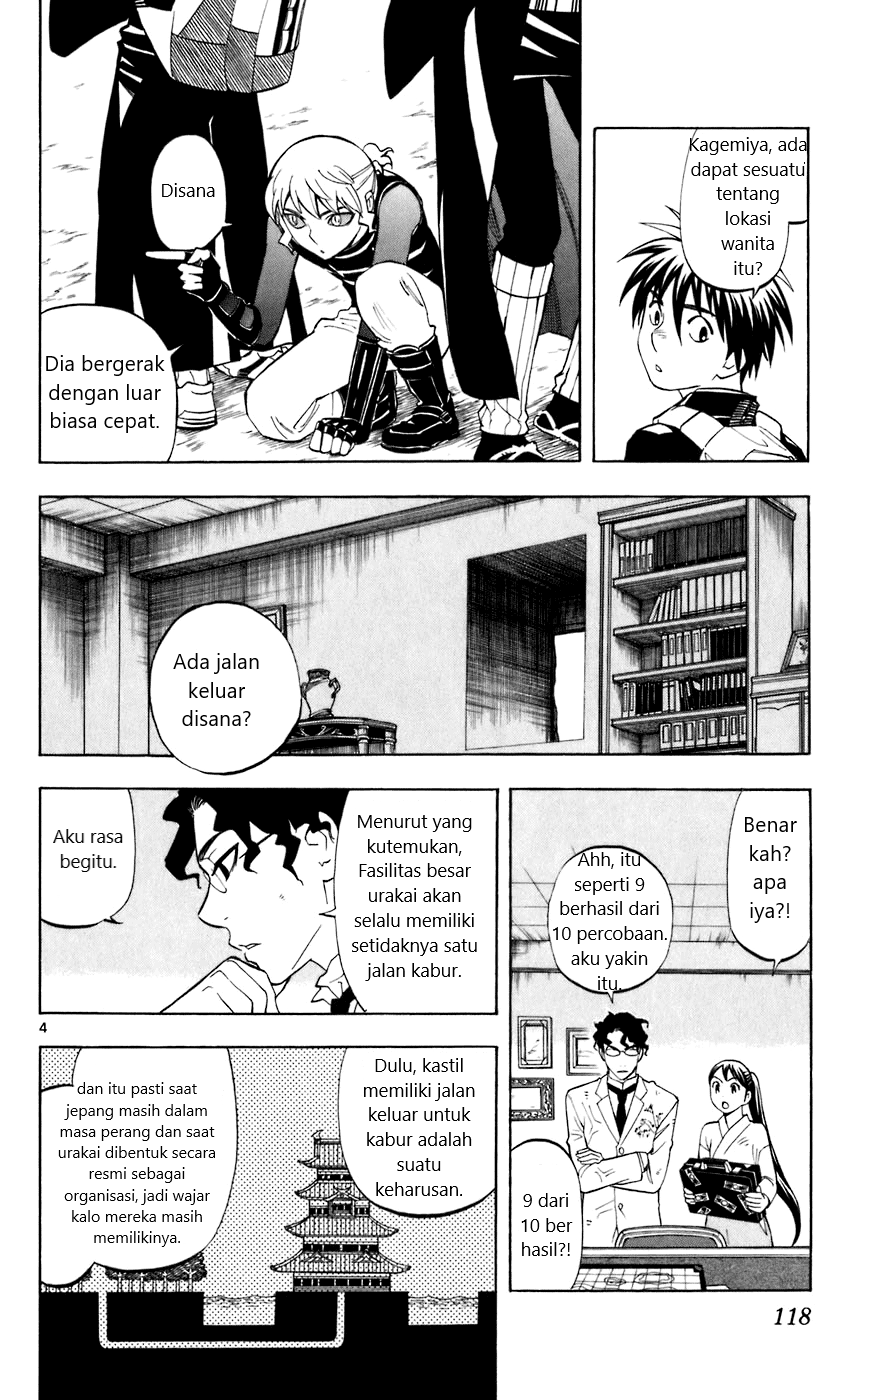 Kagemiya, ada
dapat sesuatu
tentang
lokasi
wanita
itu?
Disana
Dia bergerak
dengan luar
biasa cepat.
Ada jalan
keluar
disana?
Benar
kah?
apa
iya?!
Ahh, itu
seperti 9
berhasil dari
10 percobaan.
aku yakin
itu.
9 dari
10 ber
hasil?!
Menurut yang
kutemukan,
Fasilitas besar
urakai akan
selalu memiliki
setidaknya satu
jalan kabur.
Aku rasa
begitu.
4
Dulu, kastil
memiliki jalan
keluar untuk
kabur adalah
suatu
keharusan.
dan itu pasti saat
jepang masih dalam
masa perang dan saat
urakai dibentuk secara
resmi sebagai
organisasi, jadi wajar
kalo mereka masih
memilikinya.
118